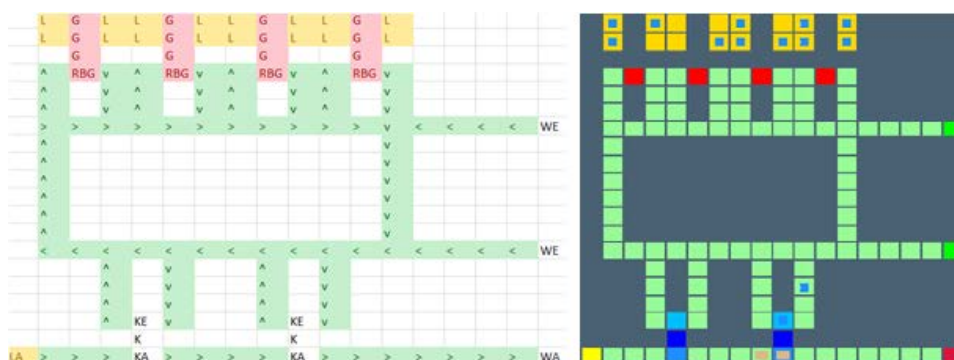 L G L L G L L G L L G L
L G L L G L L G L L G L
G G G G
^ RBG v ^ RBG v ^ RBG v ^ RBG v
^ v ^ v ^ v ^ v
^ v ^ v ^ v ^ v
> > > > > > > > > > > v < < < < WE
^ v
^ v
^ v
^ v
^ v
^ v
< < < < < < < < < < < < < < < < WE
^ v ^ v
^ v ^ v
^ v ^ v
^ KE v ^ KE v
K K
LA > > > KA > > > > KA > > > > > > > WA